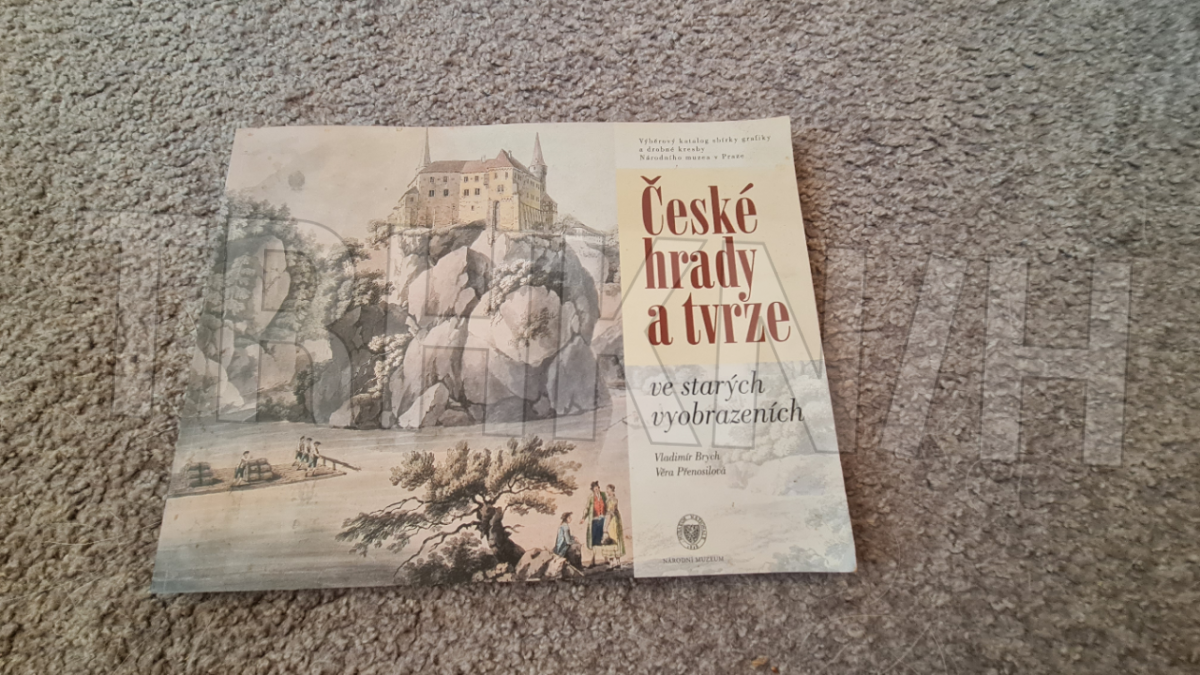 Výběrový katalog sbírky grafiky
a drobné kresby
Národního muzea v Praze
České
hrady
a tvrze
ve starých
vyobrazeních
Vladimír Brych
Věra Přenosilová
NÁRODNÍ MUZEUM